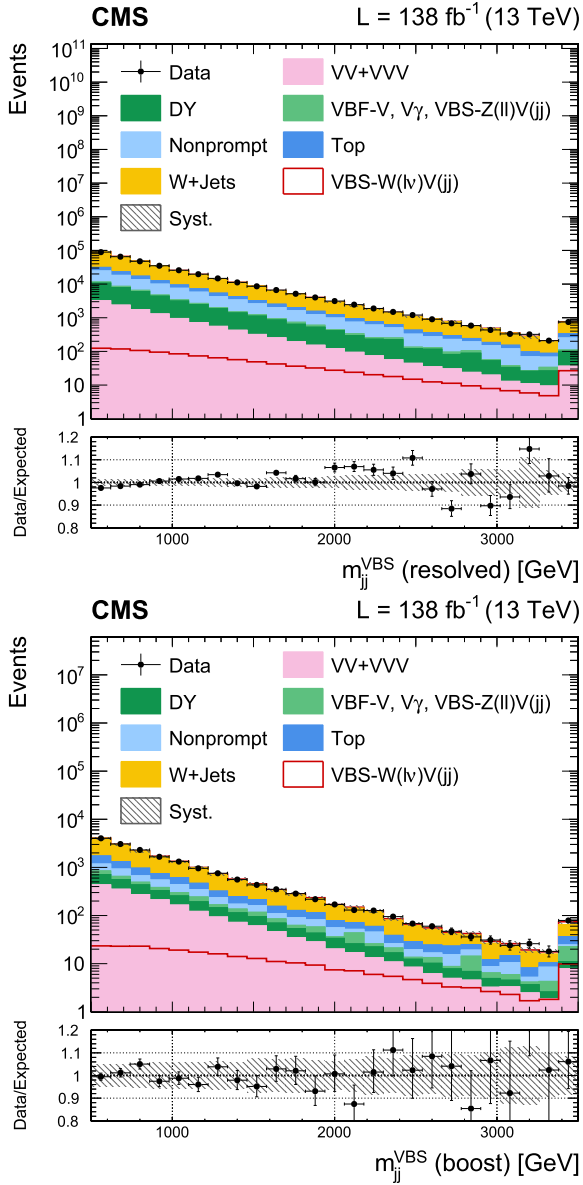 CMS L = 138 fb⁻¹ (13 TeV)
Events
10¹¹
10¹⁰
10⁹
10⁸
10⁷
10⁶
10⁵
10⁴
10³
10²
10
1
Data VV+VVV
DY VBF-V, Vγ, VBS-Z(ll)V(jj)
Nonprompt Top
W+Jets VBS-W(lν)V(jj)
Syst.
Data/Expected
1.2
1.1
1.0
0.9
0.8
1000 2000 3000
m_jj^VBS (resolved) [GeV]
CMS L = 138 fb⁻¹ (13 TeV)
Events
10⁷
10⁶
10⁵
10⁴
10³
10²
10
1
Data VV+VVV
DY VBF-V, Vγ, VBS-Z(ll)V(jj)
Nonprompt Top
W+Jets VBS-W(lν)V(jj)
Syst.
Data/Expected
1.2
1.1
1.0
0.9
0.8
1000 2000 3000
m_jj^VBS (boost) [GeV]